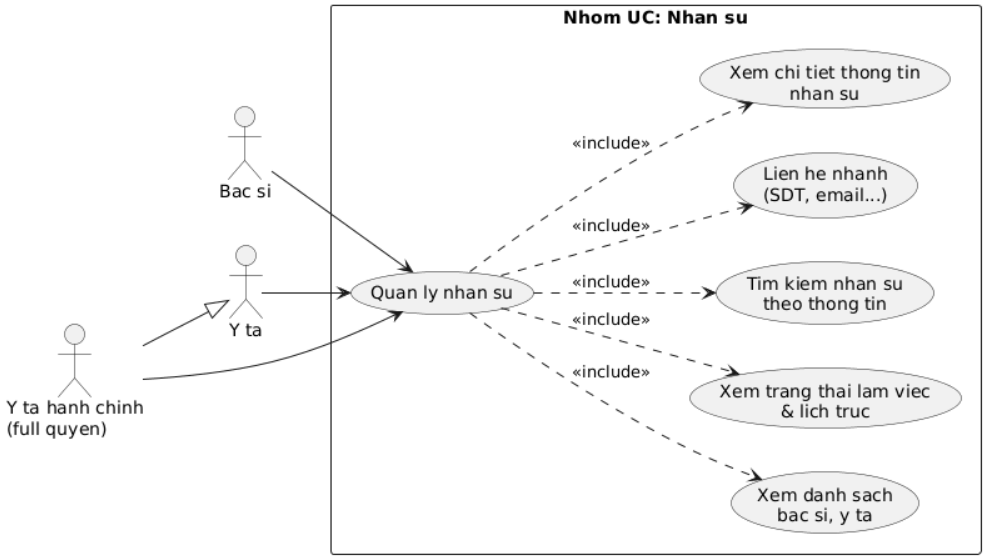 Nhom UC: Nhan su
Xem chi tiet thong tin
nhan su
«include»
Bac si
Lien he nhanh
(SDT, email...)
«include»
Y ta
Quan ly nhan su
«include»
Tim kiem nhan su
theo thong tin
«include»
Y ta hanh chinh
(full quyen)
Xem trang thai lam viec
& lich truc
«include»
Xem danh sach
bac si, y ta